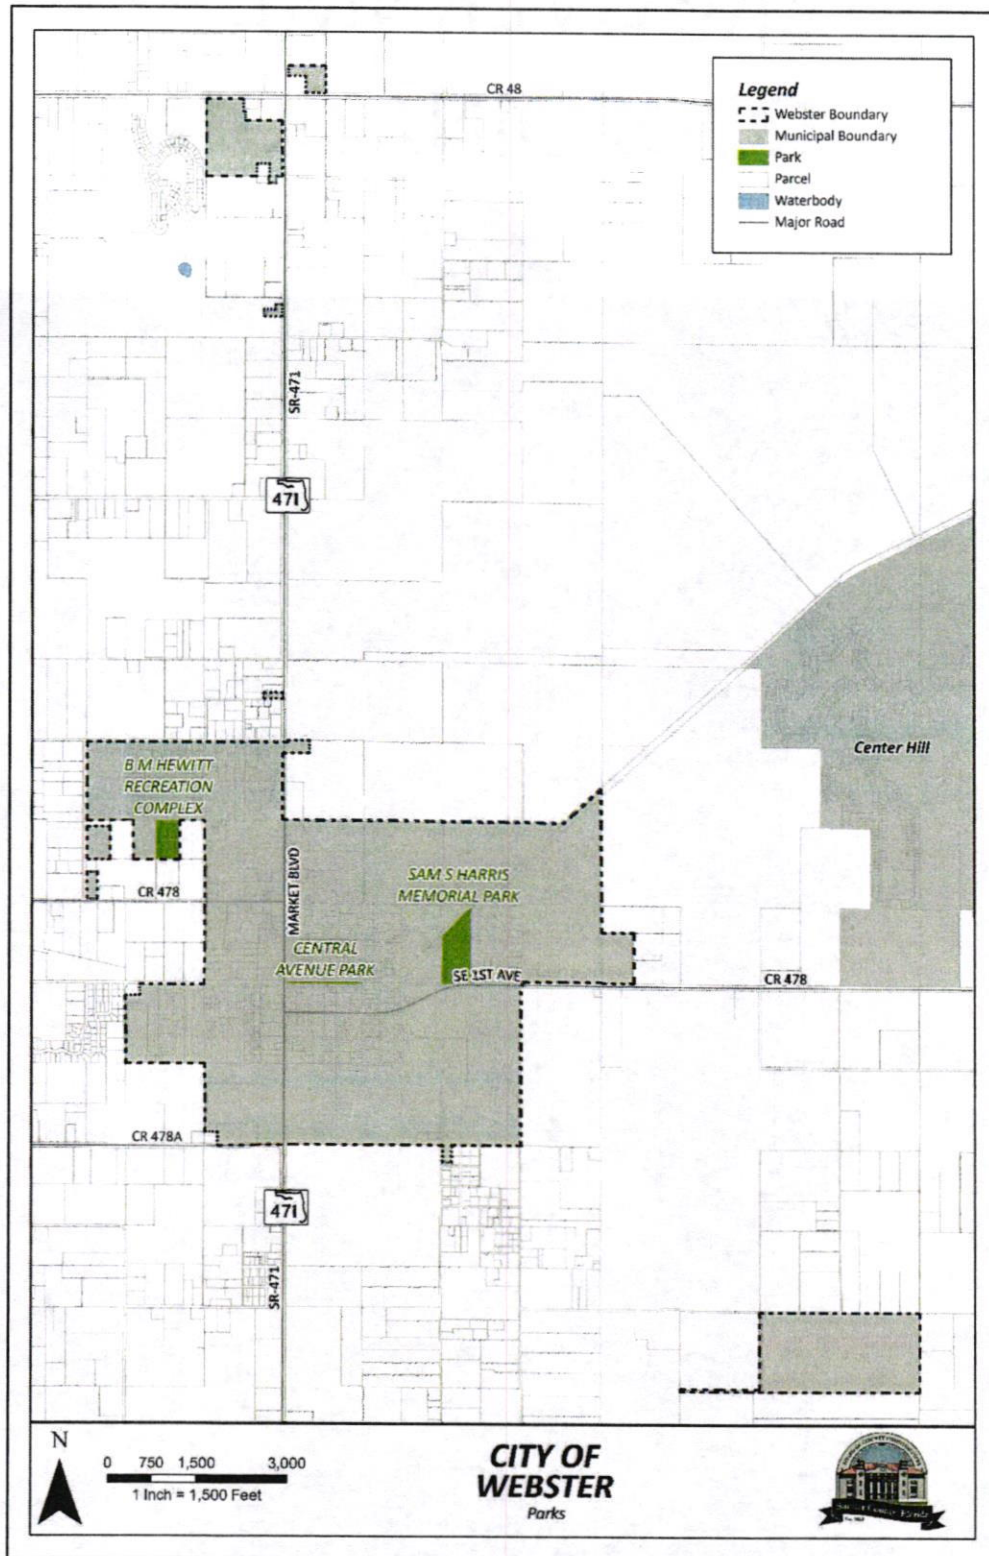 CR 48
Legend
Webster Boundary
Municipal Boundary
Park
Parcel
Waterbody
Major Road
SR-471
471
Center Hill
B M HEWITT
RECREATION
COMPLEX
CR 478
MARKET BLVD
SAM S HARRIS
MEMORIAL PARK
CENTRAL
AVENUE PARK
SE 1ST AVE
CR 478
CR 478A
471
SR-471
N
0 750 1,500 3,000
1 Inch = 1,500 Feet
CITY OF
WEBSTER
Parks